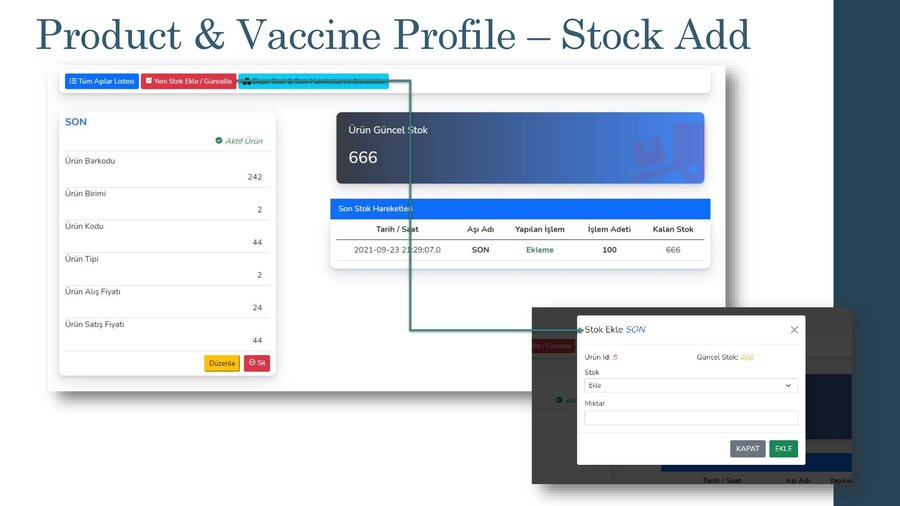 Product & Vaccine Profile – Stock Add
Tüm Aşılar Listesi
Yeni Stok Ekle / Güncelle
Depo Stok & Stok Hareketlerini Görüntüle
SON
Aktif Ürün
Ürün Barkodu
242
Ürün Birimi
2
Ürün Kodu
44
Ürün Tipi
2
Ürün Alış Fiyatı
24
Ürün Satış Fiyatı
44
Düzenle
Sil
Ürün Güncel Stok
666
Son Stok Hareketleri
Tarih / Saat Aşı Adı Yapılan İşlem İşlem Adeti Kalan Stok
2021-09-23 21:29:07.0 SON Ekleme 100 666
Stok Ekle SON
Ürün Id: 5 Güncel Stok: 666
Stok
Ekle
Miktar
KAPAT EKLE
/ Güncelle
Tarih / Saat Aşı Adı